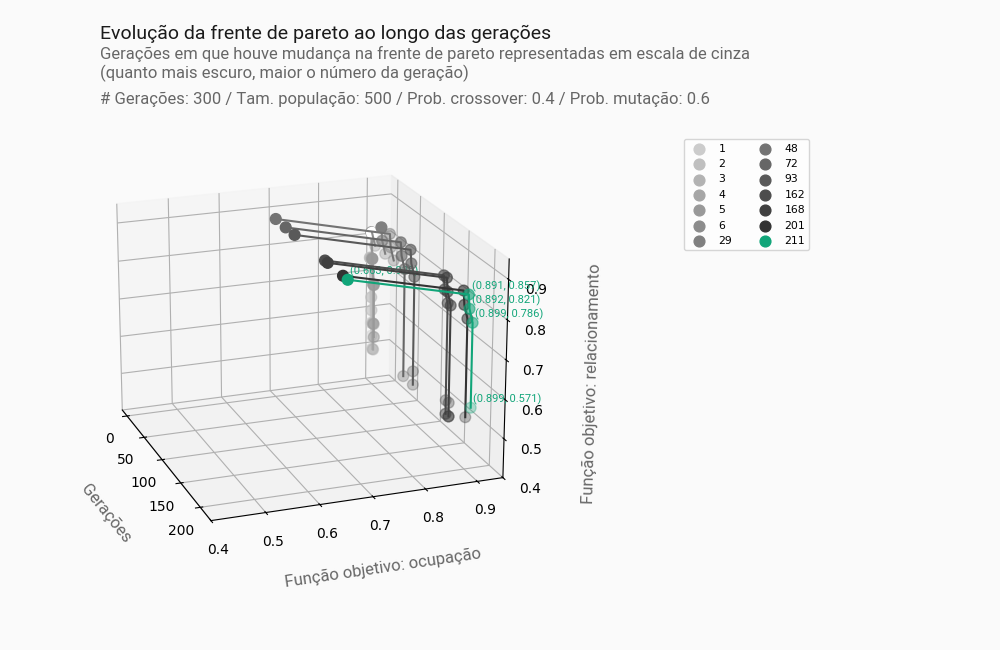 Evolução da frente de pareto ao longo das gerações
Gerações em que houve mudança na frente de pareto representadas em escala de cinza
(quanto mais escuro, maior o número da geração)
# Gerações: 300 / Tam. população: 500 / Prob. crossover: 0.4 / Prob. mutação: 0.6
1 48
2 72
3 93
4 162
5 168
6 201
29 211
(0.891, 0.857)
(0.892, 0.821)
(0.899, 0.786)
(0.899, 0.571)
0.9
0.8
0.7
0.6
0.5
0.4
Função objetivo: relacionamento
0
50
100
150
200
Gerações
0.4 0.5 0.6 0.7 0.8 0.9
Função objetivo: ocupação